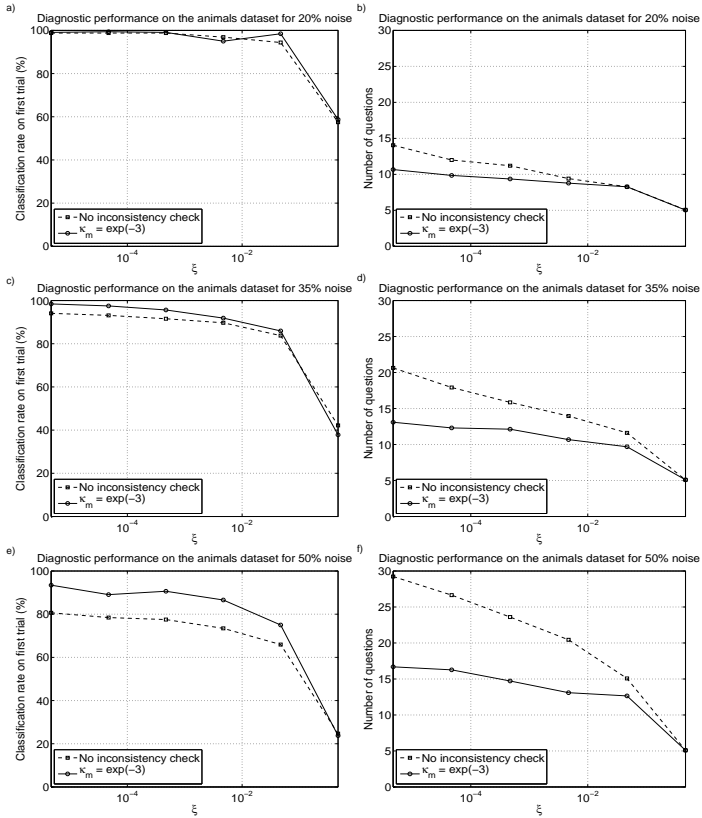 a)
Diagnostic performance on the animals dataset for 20% noise
Classification rate on first trial (%)
100
80
60
40
20
0
10^−4
10^−2
ξ
No inconsistency check
κ_m = exp(−3)
b)
Diagnostic performance on the animals dataset for 20% noise
Number of questions
30
25
20
15
10
5
0
10^−4
10^−2
ξ
No inconsistency check
κ_m = exp(−3)
c)
Diagnostic performance on the animals dataset for 35% noise
Classification rate on first trial (%)
100
80
60
40
20
0
10^−4
10^−2
ξ
No inconsistency check
κ_m = exp(−3)
d)
Diagnostic performance on the animals dataset for 35% noise
Number of questions
30
25
20
15
10
5
0
10^−4
10^−2
ξ
No inconsistency check
κ_m = exp(−3)
e)
Diagnostic performance on the animals dataset for 50% noise
Classification rate on first trial (%)
100
80
60
40
20
0
10^−4
10^−2
ξ
No inconsistency check
κ_m = exp(−3)
f)
Diagnostic performance on the animals dataset for 50% noise
Number of questions
30
25
20
15
10
5
0
10^−4
10^−2
ξ
No inconsistency check
κ_m = exp(−3)